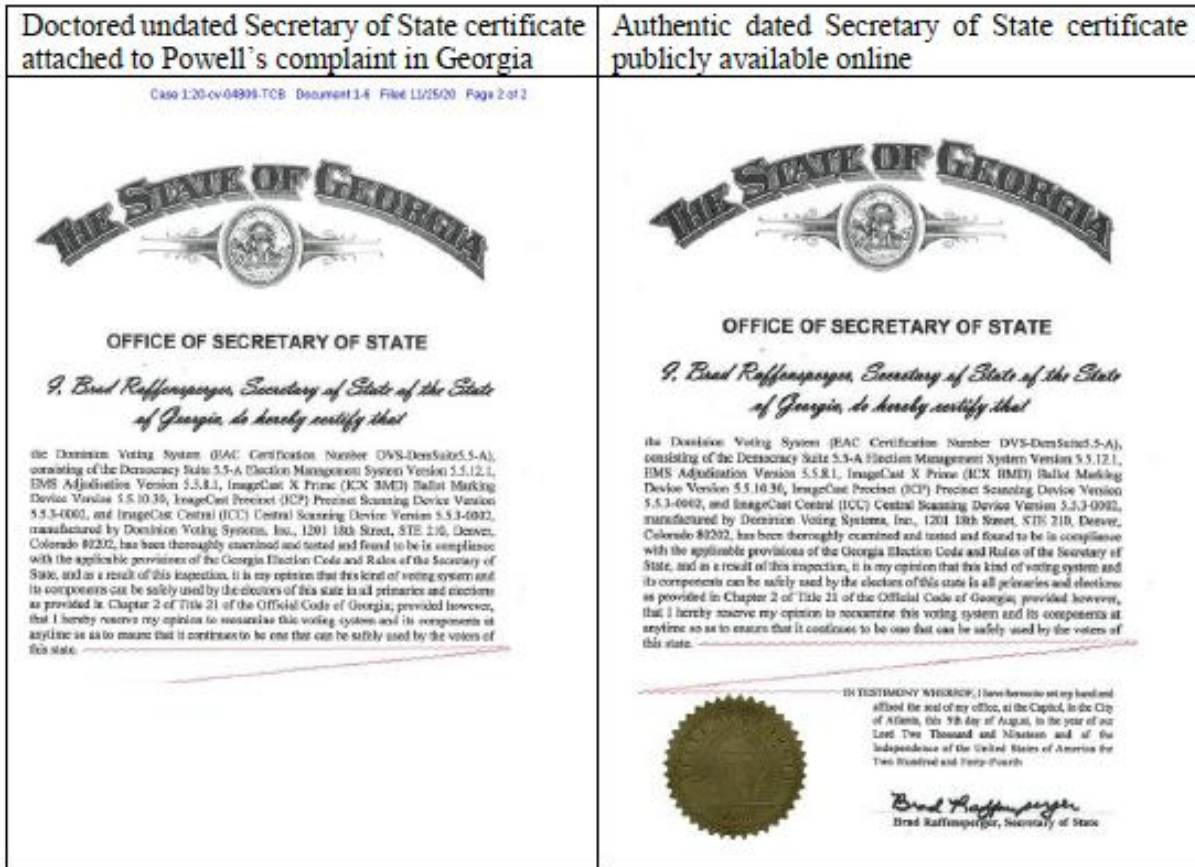 Doctored undated Secretary of State certificate
attached to Powell's complaint in Georgia
Case 1:20-cv-04809-TCB Document 1-6 Filed 11/25/20 Page 2 of 2
THE STATE OF GEORGIA
OFFICE OF SECRETARY OF STATE
I, Brad Raffensperger, Secretary of State of the State
of Georgia, do hereby certify that
the Dominion Voting System (EAC Certification Number DVS-DemSuite5.5-A),
consisting of the Democracy Suite 5.5-A Election Management System Version 5.5.12.1,
EMS Adjudication Version 5.5.8.1, ImageCast X Prime (ICX BMD) Ballot Marking
Device Version 5.5.10.30, ImageCast Precinct (ICP) Precinct Scanning Device Version
5.5.3-0002, and ImageCast Central (ICC) Central Scanning Device Version 5.5.3-0002,
manufactured by Dominion Voting Systems, Inc., 1201 18th Street, STE 210, Denver,
Colorado 80202, has been thoroughly examined and tested and found to be in compliance
with the applicable provisions of the Georgia Election Code and Rules of the Secretary of
State, and as a result of this inspection, it is my opinion that this kind of voting system and
its components can be safely used by the electors of this state in all primaries and elections
as provided in Chapter 2 of Title 21 of the Official Code of Georgia; provided however,
that I hereby reserve my opinion to reexamine this voting system and its components at
anytime so as to ensure that it continues to be one that can be safely used by the voters of
this state.
Authentic dated Secretary of State certificate
publicly available online
THE STATE OF GEORGIA
OFFICE OF SECRETARY OF STATE
I, Brad Raffensperger, Secretary of State of the State
of Georgia, do hereby certify that
the Dominion Voting System (EAC Certification Number DVS-DemSuite5.5-A),
consisting of the Democracy Suite 5.5-A Election Management System Version 5.5.12.1,
EMS Adjudication Version 5.5.8.1, ImageCast X Prime (ICX BMD) Ballot Marking
Device Version 5.5.10.30, ImageCast Precinct (ICP) Precinct Scanning Device Version
5.5.3-0002, and ImageCast Central (ICC) Central Scanning Device Version 5.5.3-0002,
manufactured by Dominion Voting Systems, Inc., 1201 18th Street, STE 210, Denver,
Colorado 80202, has been thoroughly examined and tested and found to be in compliance
with the applicable provisions of the Georgia Election Code and Rules of the Secretary of
State, and as a result of this inspection, it is my opinion that this kind of voting system and
its components can be safely used by the electors of this state in all primaries and elections
as provided in Chapter 2 of Title 21 of the Official Code of Georgia; provided however,
that I hereby reserve my opinion to reexamine this voting system and its components at
anytime so as to ensure that it continues to be one that can be safely used by the voters of
this state.
IN TESTIMONY WHEREOF, I have hereunto set my hand and
affixed the seal of my office, at the Capitol, in the City
of Atlanta, this 9th day of August, in the year of our
Lord Two Thousand and Nineteen and of the
Independence of the United States of America the
Two Hundred and Forty-Fourth
Brad Raffensperger
Brad Raffensperger, Secretary of State